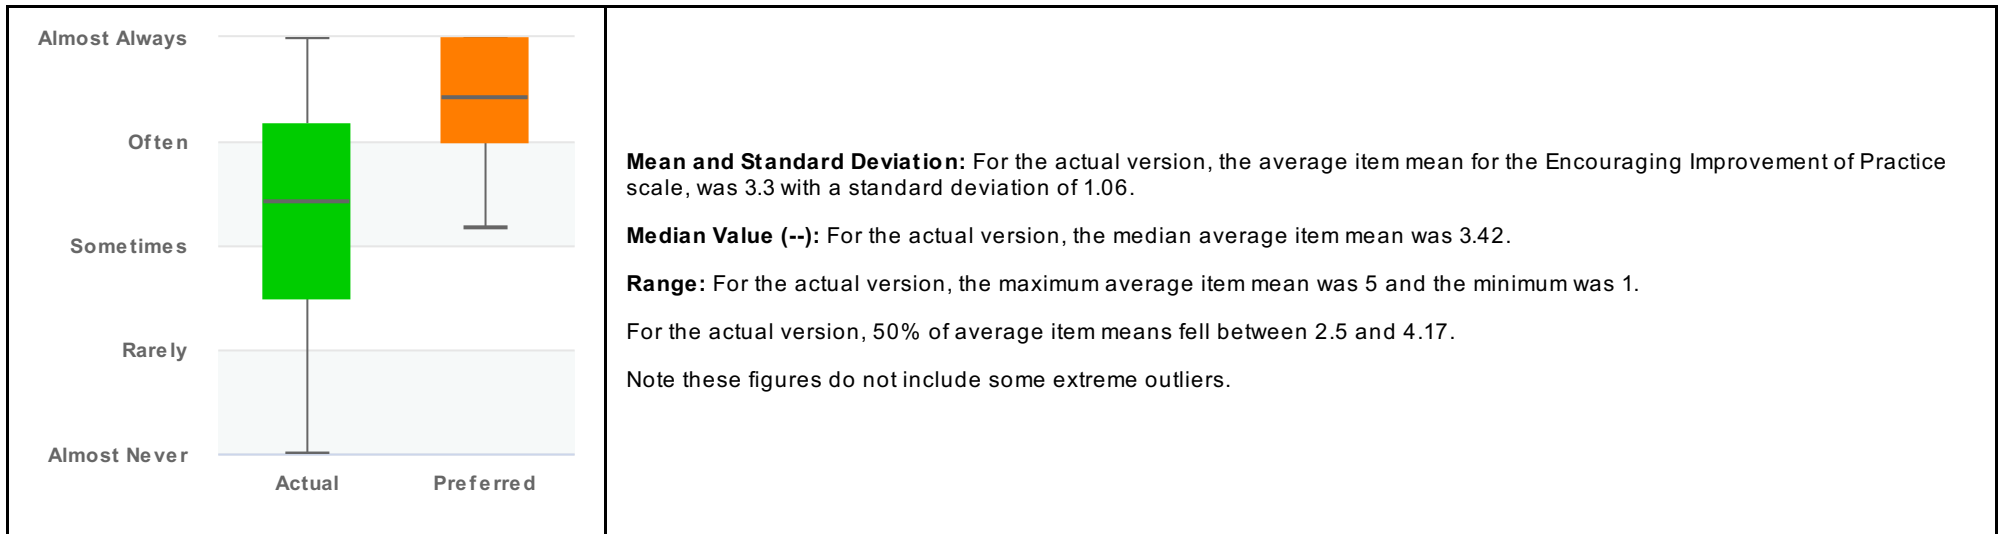 Almost Always
Often
Sometimes
Rarely
Almost Never
Actual
Preferred
Mean and Standard Deviation: For the actual version, the average item mean for the Encouraging Improvement of Practice
scale, was 3.3 with a standard deviation of 1.06.
Median Value (--): For the actual version, the median average item mean was 3.42.
Range: For the actual version, the maximum average item mean was 5 and the minimum was 1.
For the actual version, 50% of average item means fell between 2.5 and 4.17.
Note these figures do not include some extreme outliers.